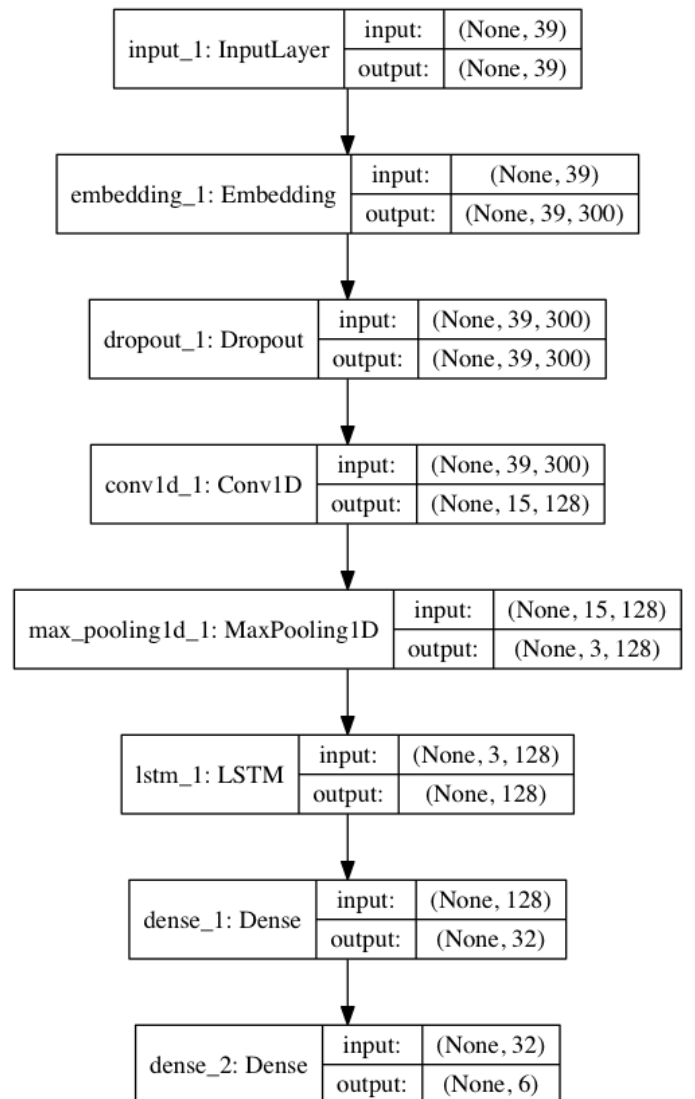 input_1: InputLayer
input: (None, 39)
output: (None, 39)
embedding_1: Embedding
input: (None, 39)
output: (None, 39, 300)
dropout_1: Dropout
input: (None, 39, 300)
output: (None, 39, 300)
conv1d_1: Conv1D
input: (None, 39, 300)
output: (None, 15, 128)
max_pooling1d_1: MaxPooling1D
input: (None, 15, 128)
output: (None, 3, 128)
lstm_1: LSTM
input: (None, 3, 128)
output: (None, 128)
dense_1: Dense
input: (None, 128)
output: (None, 32)
dense_2: Dense
input: (None, 32)
output: (None, 6)